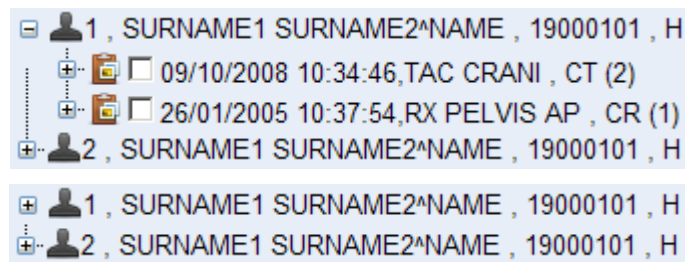 1 , SURNAME1 SURNAME2^NAME , 19000101 , H
09/10/2008 10:34:46,TAC CRANI , CT (2)
26/01/2005 10:37:54,RX PELVIS AP , CR (1)
2 , SURNAME1 SURNAME2^NAME , 19000101 , H
1 , SURNAME1 SURNAME2^NAME , 19000101 , H
2 , SURNAME1 SURNAME2^NAME , 19000101 , H